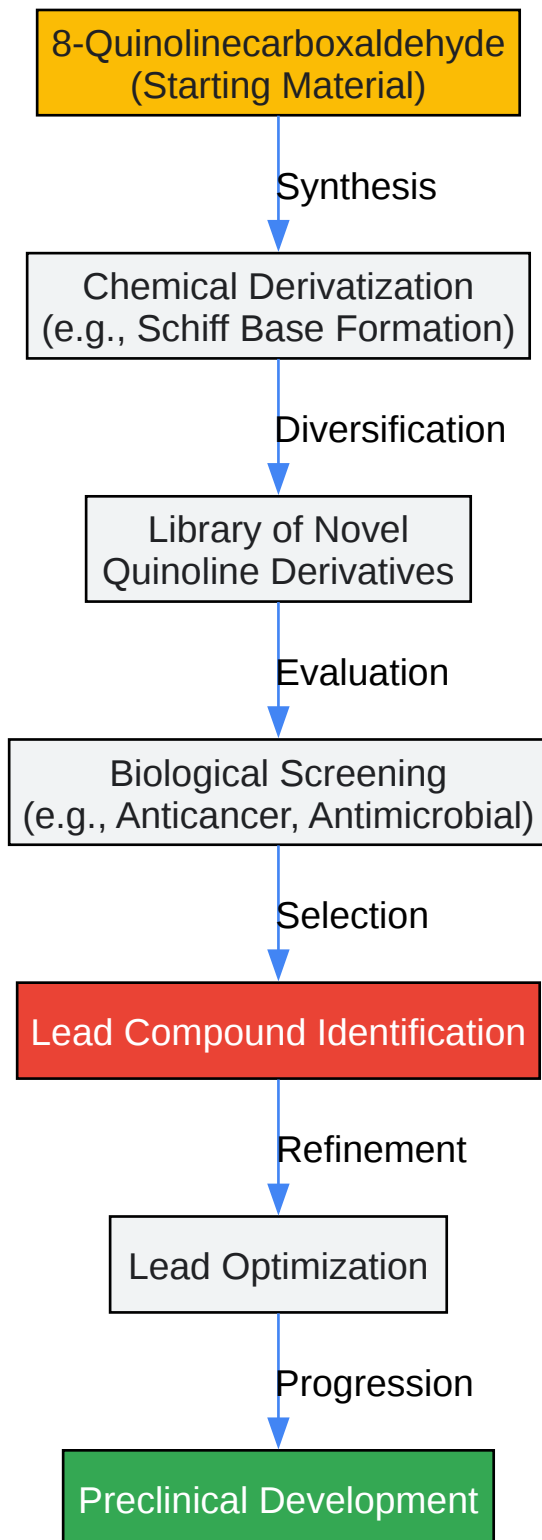 8-Quinolinecarboxaldehyde
(Starting Material)
Synthesis
Chemical Derivatization
(e.g., Schiff Base Formation)
Diversification
Library of Novel
Quinoline Derivatives
Evaluation
Biological Screening
(e.g., Anticancer, Antimicrobial)
Selection
Lead Compound Identification
Refinement
Lead Optimization
Progression
Preclinical Development